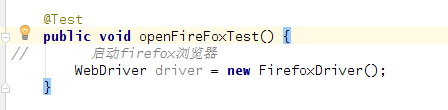 @Test
public void openFireFoxTest() {
// 启动firefox浏览器
WebDriver driver = new FirefoxDriver();
}